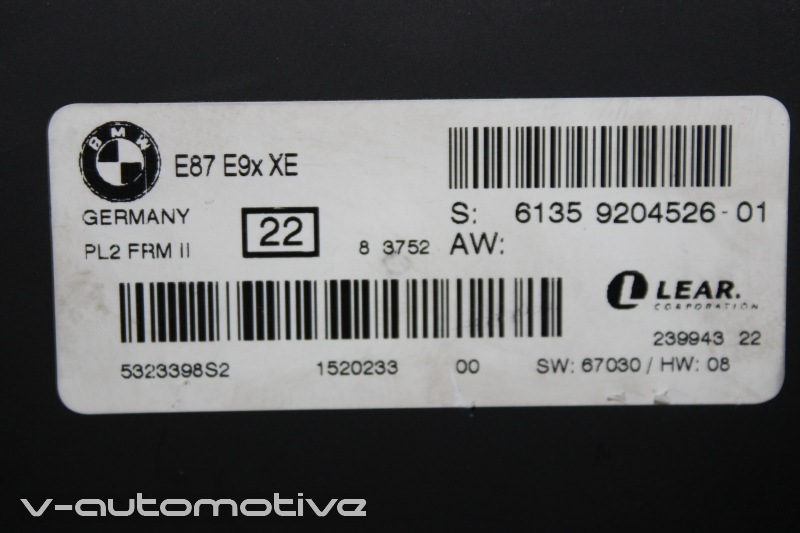 BMW
E87 E9x XE
GERMANY
PL2 FRM II
22
8 3752
S: 6135 9204526-01
AW:
LEAR.
CORPORATION
239943 22
5323398S2 1520233 00 SW: 67030 / HW: 08
v-automotive